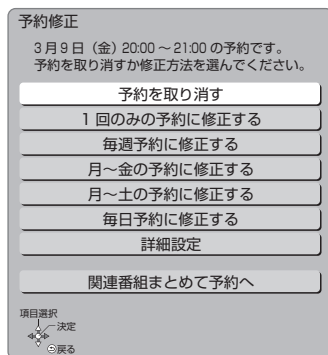 予約修正
3月9日（金）20:00～21:00の予約です。
予約を取り消すか修正方法を選んでください。
予約を取り消す
1回のみの予約に修正する
毎週予約に修正する
月～金の予約に修正する
月～土の予約に修正する
毎日予約に修正する
詳細設定
関連番組まとめて予約へ
項目選択
決定
戻る